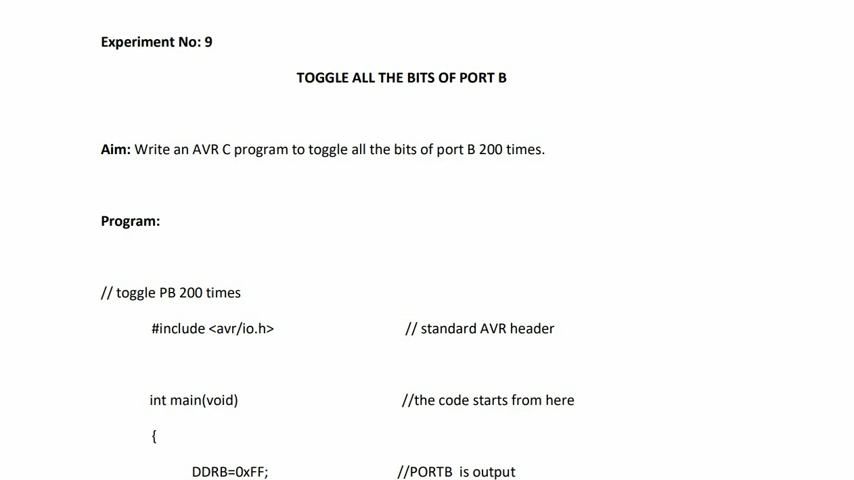 Experiment No: 9
TOGGLE ALL THE BITS OF PORT B
Aim: Write an AVR C program to toggle all the bits of port B 200 times.
Program:
// toggle PB 200 times
#include <avr/io.h> // standard AVR header
int main(void) //the code starts from here
{
DDRB=0xFF; //PORTB is output